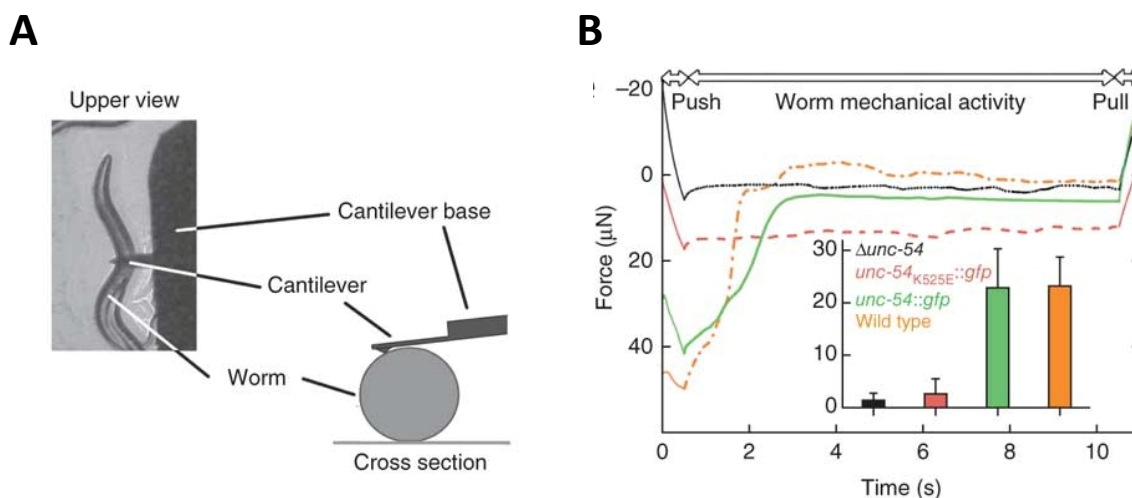 A
Upper view
Cantilever base
Cantilever
Worm
Cross section
B
Push
Worm mechanical activity
Pull
Force (μN)
−20
0
20
40
30
20
10
0
Δunc-54
unc-54K525E::gfp
unc-54::gfp
Wild type
0
2
4
6
8
10
Time (s)